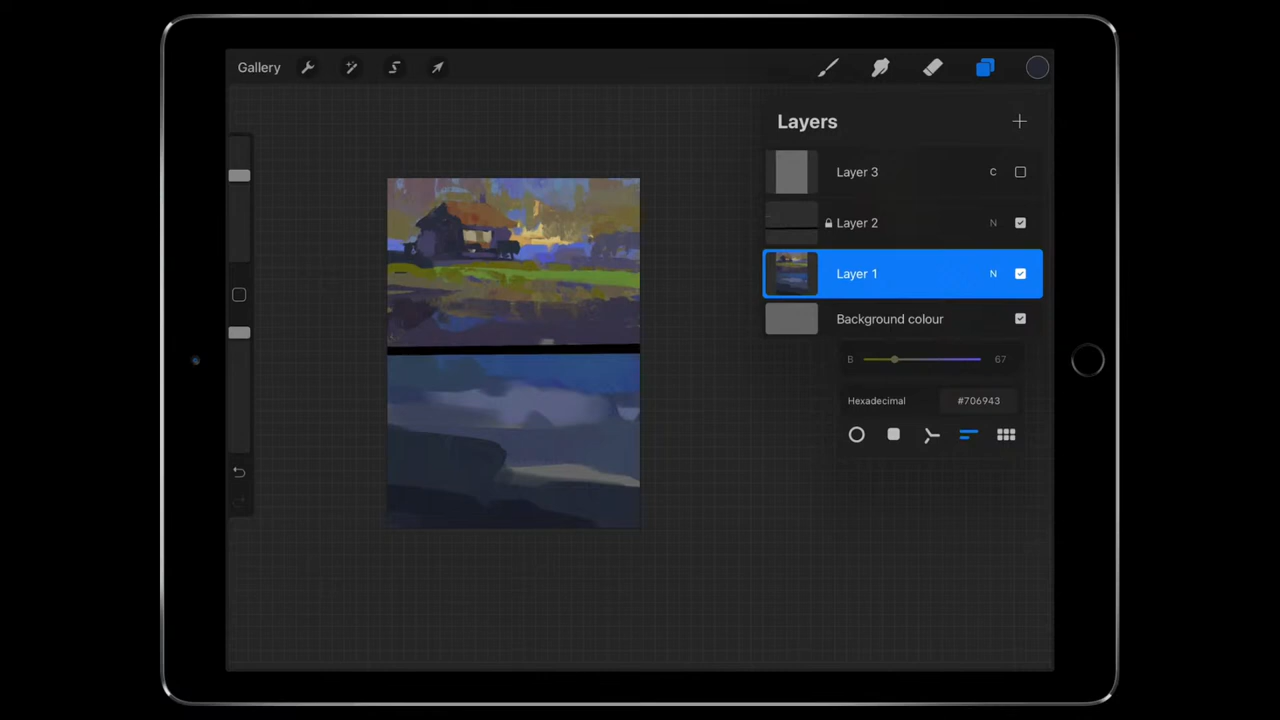 Gallery
Layers
Layer 3 C
Layer 2 N
Layer 1 N
Background colour
B 67
Hexadecimal #706943